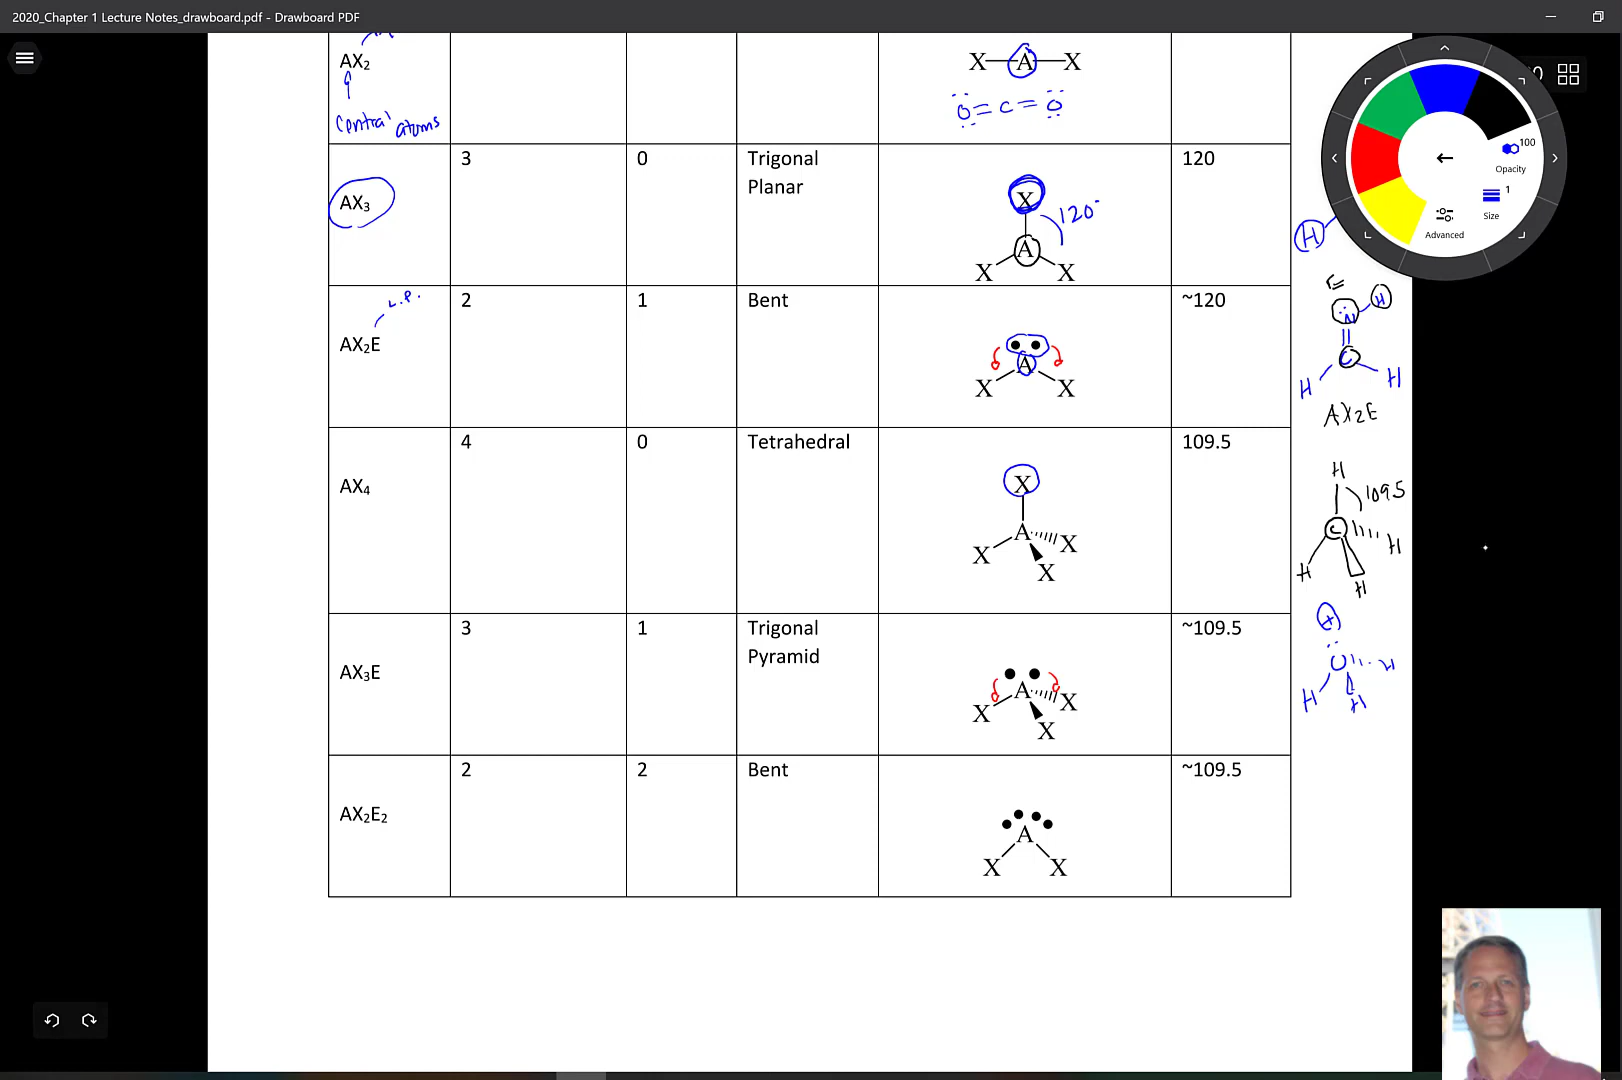 2020_Chapter 1 Lecture Notes_drawboard.pdf - Drawboard PDF
AX₂
central atoms
X—A—X
O=C=O
AX₃
3
0
Trigonal
Planar
X
A
X X
120°
120
AX₂E
L.P.
2
1
Bent
A
X X
~120
AX₄
4
0
Tetrahedral
X
A
X X
X
109.5
AX₃E
3
1
Trigonal
Pyramid
A
X X
X
~109.5
AX₂E₂
2
2
Bent
A
X X
~109.5
H
N H
C
H H
AX2E
H
109.5
C
H
H
H
+
O H
H H
100
Opacity
1
Size
Advanced